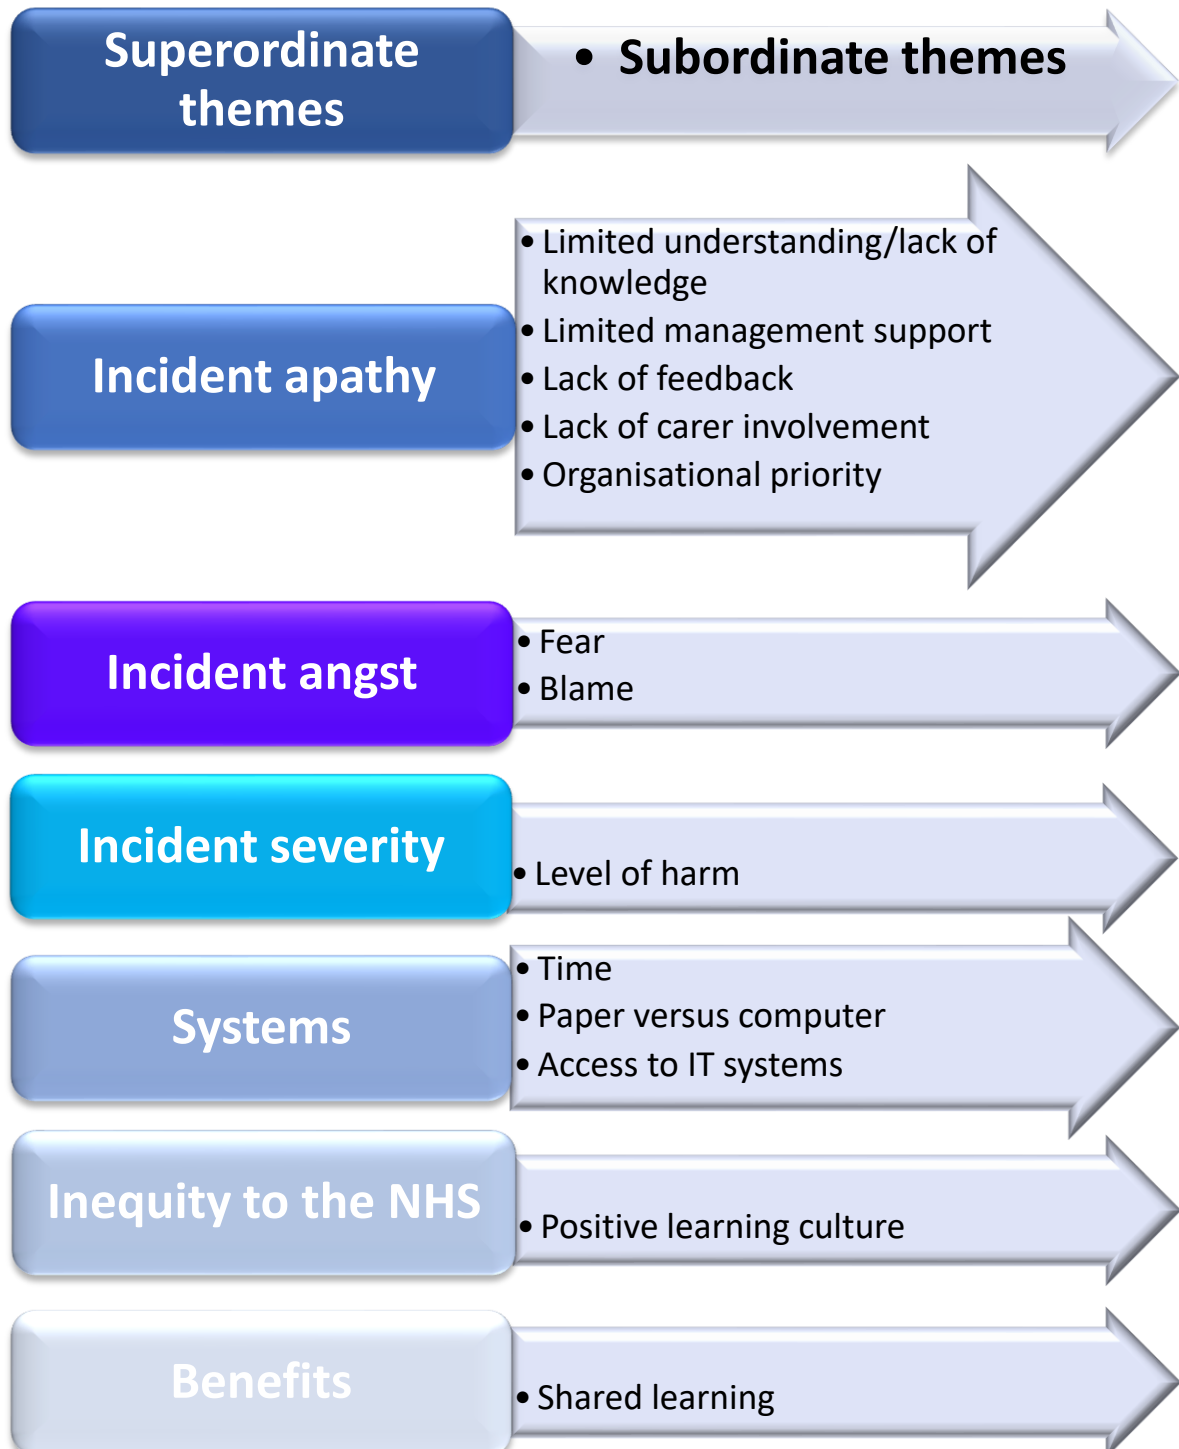 Superordinate
themes
• Subordinate themes
Incident apathy
• Limited understanding/lack of
knowledge
• Limited management support
• Lack of feedback
• Lack of carer involvement
• Organisational priority
Incident angst
• Fear
• Blame
Incident severity
• Level of harm
Systems
• Time
• Paper versus computer
• Access to IT systems
Inequity to the NHS
• Positive learning culture
Benefits
• Shared learning